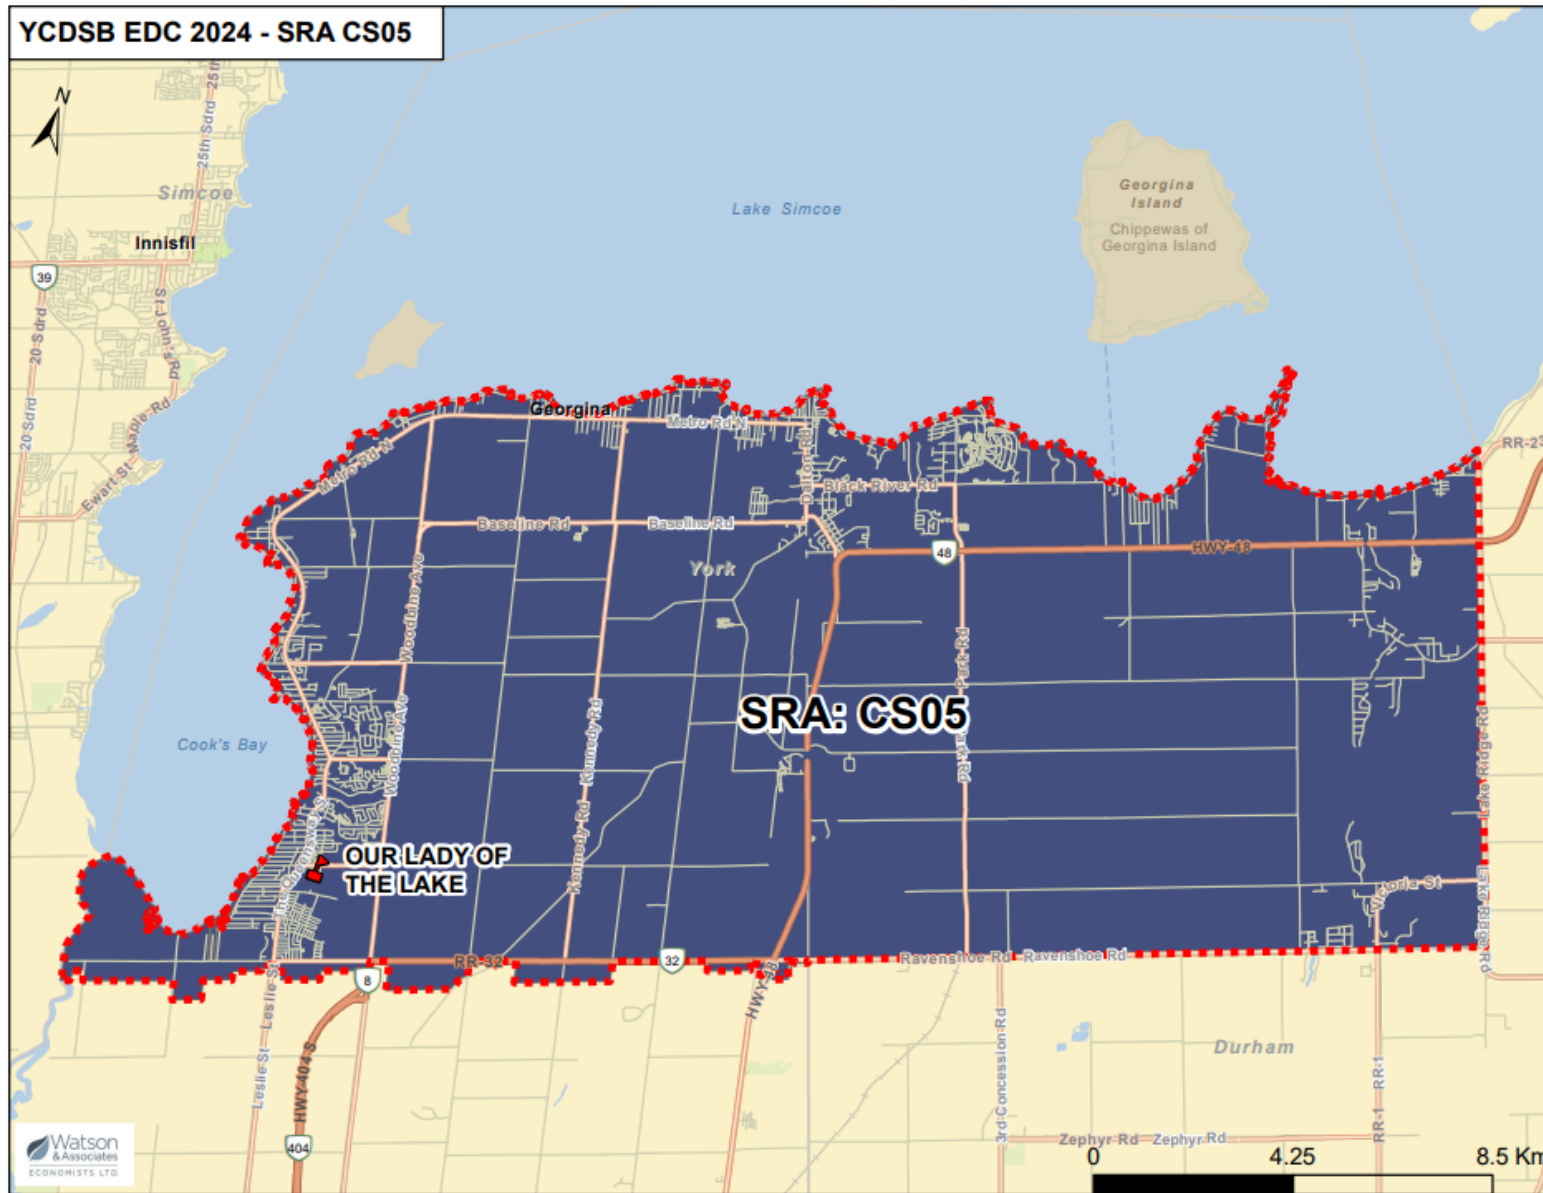 YCDSB EDC 2024 - SRA CS05
N
25th Sdrd 25th
Simcoe
Innisfil
39
20 Sdrd
20 Sdrd
St John's Rd
Ewart St
Maple Rd
Lake Simcoe
Georgina
Island
Chippewas of
Georgina Island
RR-23
Georgina
Metro Rd N
Metro Rd N
Dalton Rd
Black River Rd
Baseline Rd
Baseline Rd
48
HWY-48
York
Woodbine Ave
Woodbine Ave
Kennedy Rd
Kennedy Rd
Park Rd
Park Rd
SRA: CS05
Cook's Bay
The Queensway S
OUR LADY OF
THE LAKE
Lake Ridge Rd
Lake Ridge Rd
Victoria St
RR-32
32
8
Ravenshoe Rd
Ravenshoe Rd
Leslie St
Leslie St
HWY-404 S
404
HWY-48
3rd Concession Rd
Durham
RR-1
RR-1
Zephyr Rd
Zephyr Rd
Watson
& Associates
ECONOMISTS LTD.
0 4.25 8.5 Km